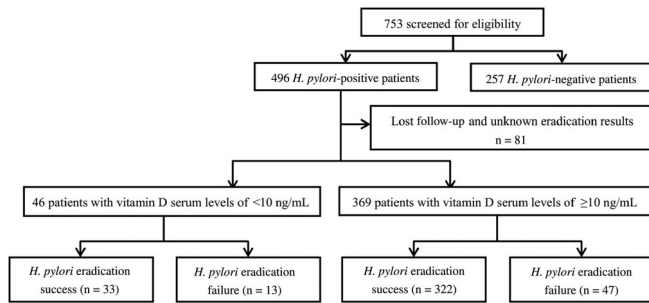 753 screened for eligibility
496 H. pylori-positive patients
257 H. pylori-negative patients
Lost follow-up and unknown eradication results
n = 81
46 patients with vitamin D serum levels of <10 ng/mL
369 patients with vitamin D serum levels of ≥10 ng/mL
H. pylori eradication
success (n = 33)
H. pylori eradication
failure (n = 13)
H. pylori eradication
success (n = 322)
H. pylori eradication
failure (n = 47)